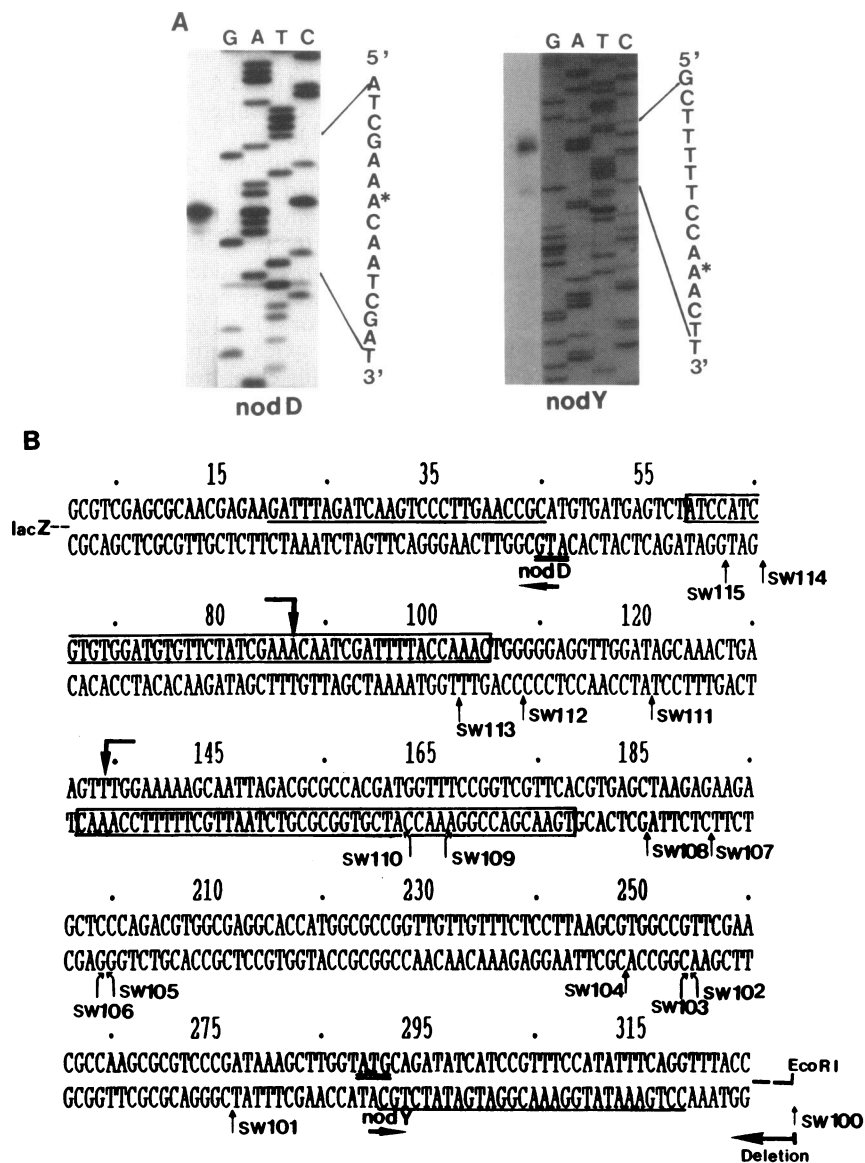 A
G A T C
5'
A
T
C
G
A
A
A*
C
A
A
T
C
G
A
T
3'
nodD
G A T C
5'
G
C
T
T
T
T
T
C
C
A
A*
A
C
T
T
3'
nodY
B
. 15 . 35 . 55 .
GCGTCGAGCGCAACGAGAAGATTTAGATCAAGTCCCTTGAACCGCATGTGATGAGTCTATCCATC
lacZ--
CGCAGCTCGCGTTGCTCTTCTAAATCTAGTTCAGGGAACTTGGCGTACACTACTCAGATAGGTAG
nodD SW115 SW114
. 80 . 100 . 120 .
GTGTGGATGTGTTCTATCGAAACAATCGATTTTACCAAACTGGGGGAGGTTGGATAGCAAACTGA
CACACCTACACAAGATAGCTTTGTTAGCTAAAATGGTTTGACCCCCTCCAACCTATCCTTTGACT
SW113 SW112 SW111
. 145 . 165 . 185 .
AGTTTGGAAAAAGCAATTAGACGCGCCACGATGGTTTCCGGTCGTTCACGTGAGCTAAGAGAAGA
TCAAACCTTTTTCGTTAATCTGCGCGGTGCTACCAAAGGCCAGCAAGTGCACTCGATTCTCTTCT
SW110 SW109 SW108 SW107
. 210 . 230 . 250 .
GCTCCCAGACGTGGCGAGGCACCATGGCGCCGGTTGTTGTTTCTCCTTAAGCGTGGCCGTTCGAA
CGAGGGTCTGCACCGCTCCGTGGTACCGCGGCCAACAACAAAGAGGAATTCGCACCGGCAAGCTT
SW106 SW105 SW104 SW103 SW102
. 275 . 295 . 315 .
CGCCAAGCGCGTCCCGATAAAGCTTGGTATGCAGATATCATCCGTTTCCATATTTCAGGTTTACC
EcoRI
GCGGTTCGCGCAGGGCTATTTCGAACCATACGTCTATAGTAGGCAAAGGTATAAAGTCCAAATGG
SW101 nodY SW100
Deletion